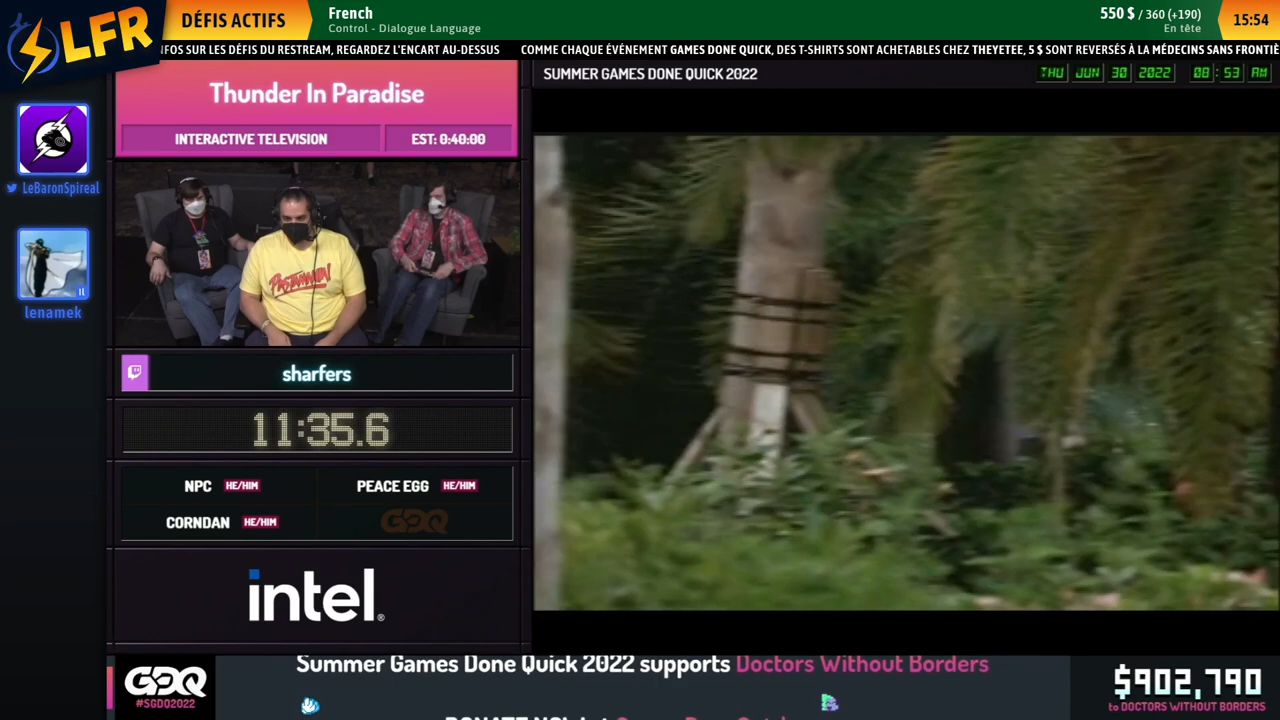 LFR
DÉFIS ACTIFS
French
Control - Dialogue Language
550 $ / 360 (+190)
En tête
15:54
INFOS SUR LES DÉFIS DU RESTREAM, REGARDEZ L'ENCART AU-DESSUS
COMME CHAQUE ÉVÉNEMENT GAMES DONE QUICK, DES T-SHIRTS SONT ACHETABLES CHEZ THEYETEE, 5 $ SONT REVERSÉS À LA MÉDECINS SANS FRONTIÈ
Thunder In Paradise
INTERACTIVE TELEVISION
EST: 0:40:00
SUMMER GAMES DONE QUICK 2022
THU JUN 30 2022 08:53 AM
LeBaronSpireal
lenamek
sharfers
11:35.6
NPC HE/HIM
PEACE EGG HE/HIM
CORNDAN HE/HIM
GDQ
intel.
GDQ
#SGDQ2022
Summer Games Done Quick 2022 supports Doctors Without Borders
$902,790
to DOCTORS WITHOUT BORDERS